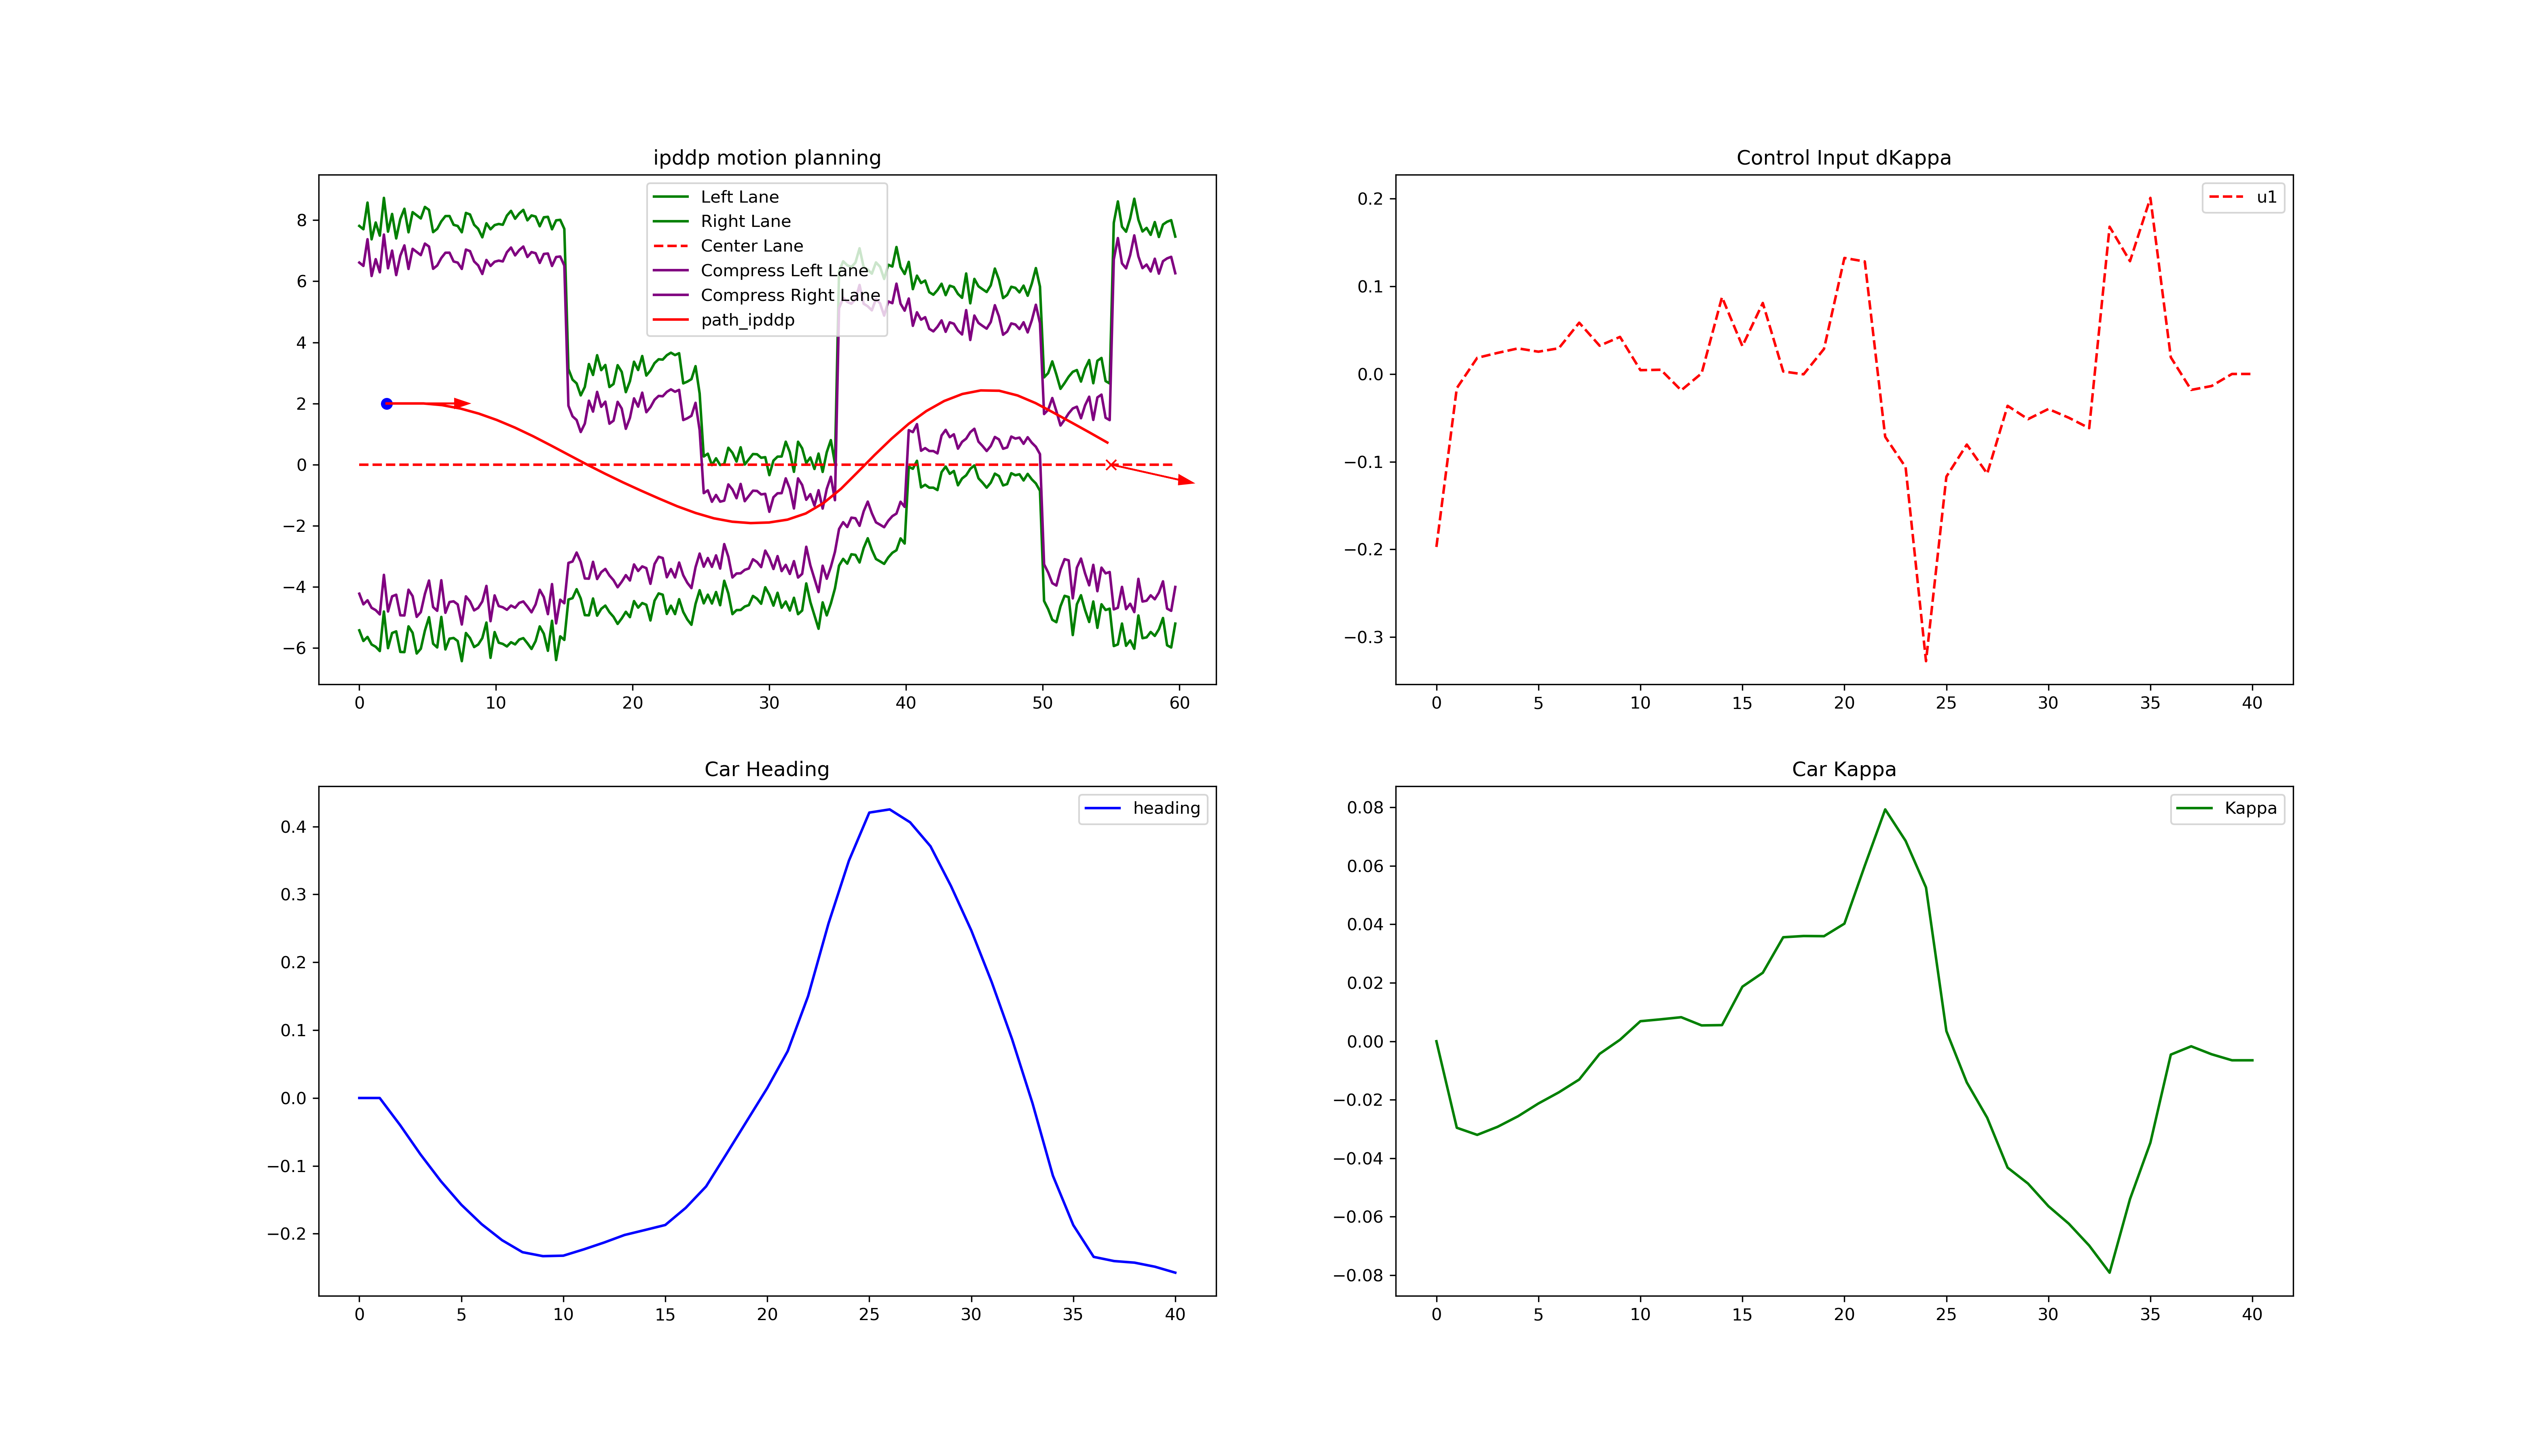 ipddp motion planning
Left Lane
Right Lane
Center Lane
Compress Left Lane
Compress Right Lane
path_ipddp
8
6
4
2
0
−2
−4
−6
0 10 20 30 40 50 60
Control Input dKappa
u1
0.2
0.1
0.0
−0.1
−0.2
−0.3
0 5 10 15 20 25 30 35 40
Car Heading
heading
0.4
0.3
0.2
0.1
0.0
−0.1
−0.2
0 5 10 15 20 25 30 35 40
Car Kappa
Kappa
0.08
0.06
0.04
0.02
0.00
−0.02
−0.04
−0.06
−0.08
0 5 10 15 20 25 30 35 40